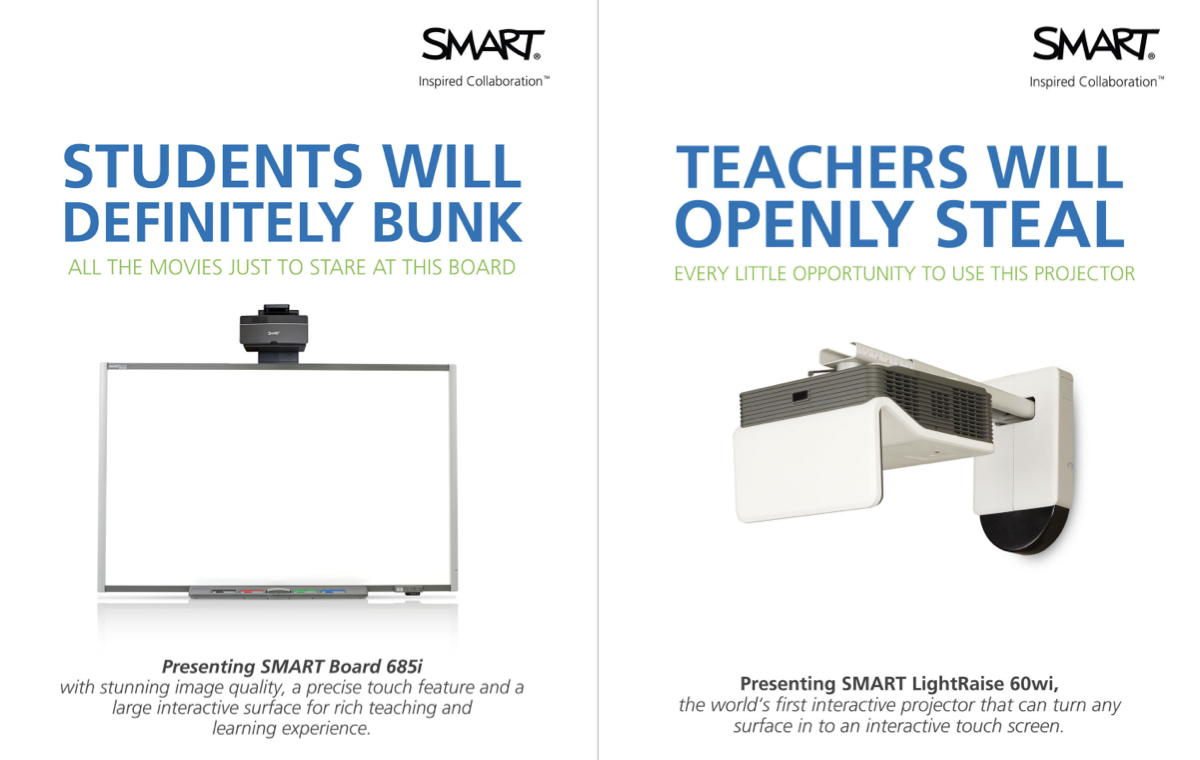 SMART®
Inspired Collaboration™
STUDENTS WILL
DEFINITELY BUNK
ALL THE MOVIES JUST TO STARE AT THIS BOARD
SMART
Presenting SMART Board 685i
with stunning image quality, a precise touch feature and a
large interactive surface for rich teaching and
learning experience.
SMART®
Inspired Collaboration™
TEACHERS WILL
OPENLY STEAL
EVERY LITTLE OPPORTUNITY TO USE THIS PROJECTOR
Presenting SMART LightRaise 60wi,
the world's first interactive projector that can turn any
surface in to an interactive touch screen.